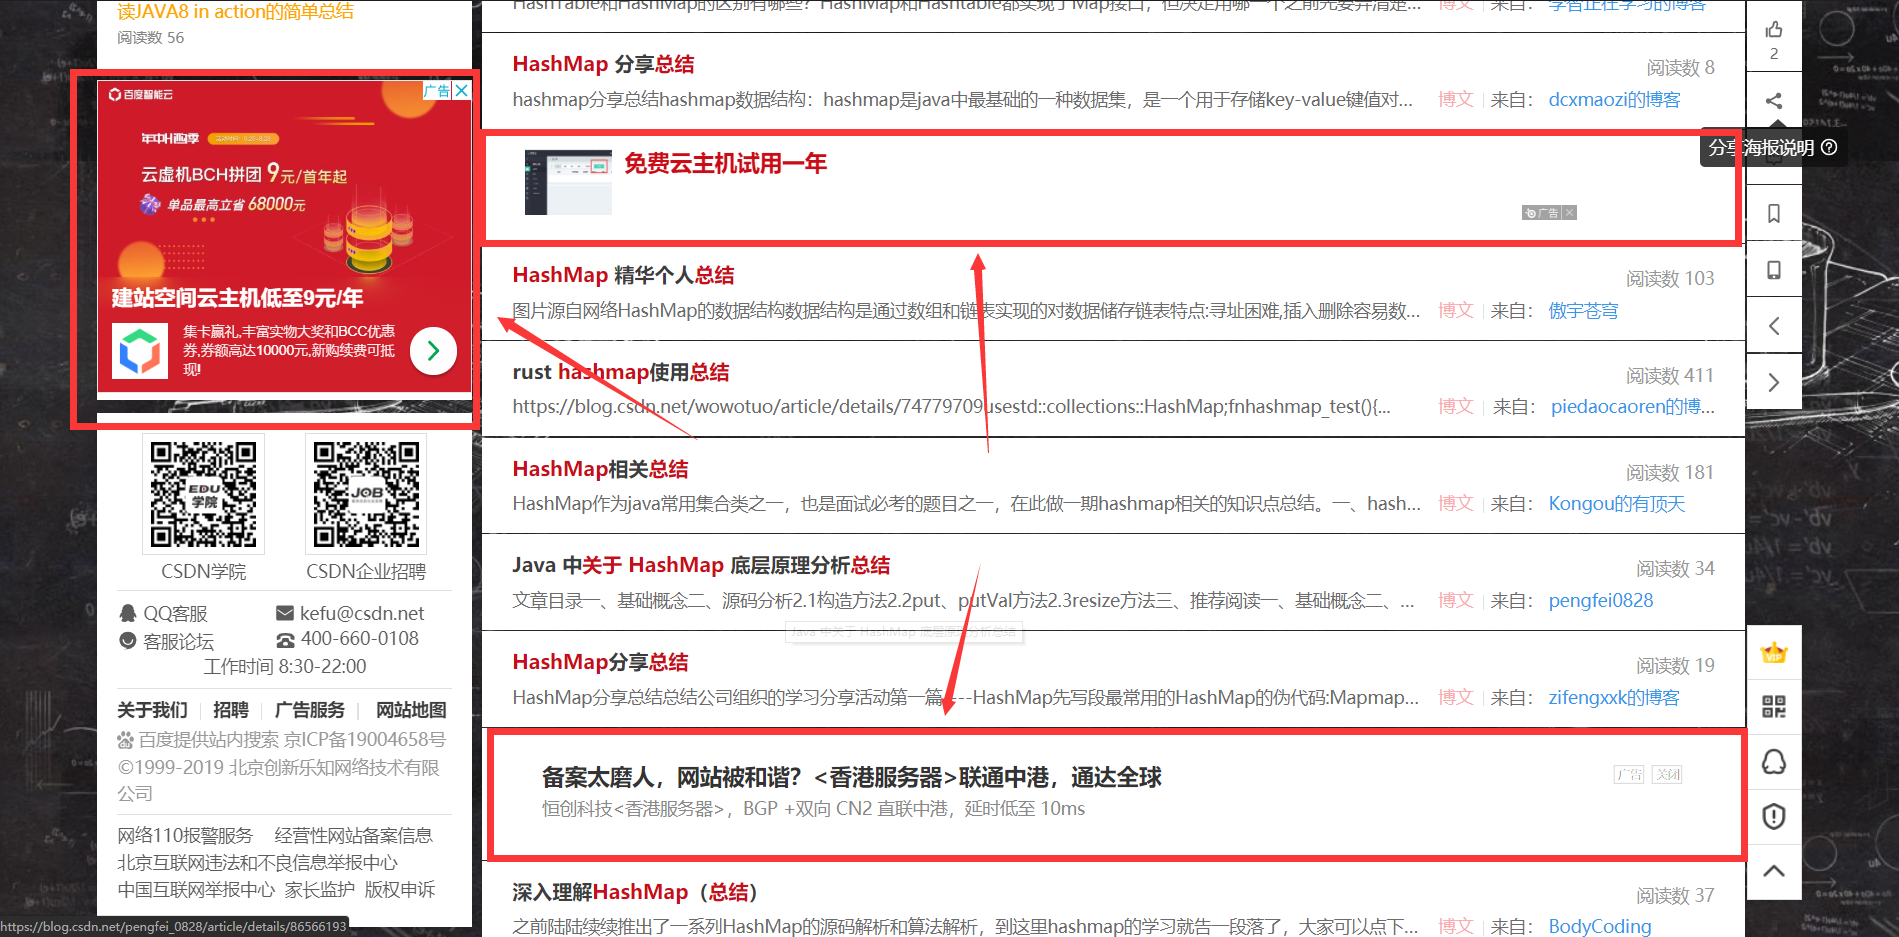 读JAVA8 in action的简单总结
阅读数 56
百度智能云
广告
年中HI购季
云虚机BCH拼团 9元/首年起
单品最高立省 68000元
建站空间云主机低至9元/年
集卡赢礼,丰富实物大奖和BCC优惠
券,券额高达10000元,新购续费可抵
现!
EDU
学院
JOB
CSDN学院
CSDN企业招聘
QQ客服
kefu@csdn.net
客服论坛
400-660-0108
工作时间 8:30-22:00
关于我们
招聘
广告服务
网站地图
百度提供站内搜索 京ICP备19004658号
©1999-2019 北京创新乐知网络技术有限
公司
网络110报警服务
经营性网站备案信息
北京互联网违法和不良信息举报中心
中国互联网举报中心 家长监护 版权申诉
https://blog.csdn.net/pengfei_0828/article/details/86566193
HashTable和HashMap的区别有哪些？HashMap和Hashtable都实现了Map接口，但决定用哪一个之前先要弄清楚... 博文 来自： 学智正在学习的博客
HashMap 分享总结 阅读数 8
hashmap分享总结hashmap数据结构：hashmap是java中最基础的一种数据集，是一个用于存储key-value键值对... 博文 来自： dcxmaozi的博客
免费云主机试用一年
广告
HashMap 精华个人总结 阅读数 103
图片源自网络HashMap的数据结构数据结构是通过数组和链表实现的对数据储存链表特点:寻址困难,插入删除容易数... 博文 来自： 傲宇苍穹
rust hashmap使用总结 阅读数 411
https://blog.csdn.net/wowotuo/article/details/74779709usestd::collections::HashMap;fnhashmap_test(){... 博文 来自： piedaocaoren的博...
HashMap相关总结 阅读数 181
HashMap作为java常用集合类之一，也是面试必考的题目之一，在此做一期hashmap相关的知识点总结。一、hash... 博文 来自： Kongou的有顶天
Java 中关于 HashMap 底层原理分析总结 阅读数 34
文章目录一、基础概念二、源码分析2.1构造方法2.2put、putVal方法2.3resize方法三、推荐阅读一、基础概念二、... 博文 来自： pengfei0828
Java 中关于 HashMap 底层原理分析总结
HashMap分享总结 阅读数 19
HashMap分享总结总结公司组织的学习分享活动第一篇----HashMap先写段最常用的HashMap的伪代码:Mapmap... 博文 来自： zifengxxk的博客
备案太磨人，网站被和谐？<香港服务器>联通中港，通达全球
广告 关闭
恒创科技<香港服务器>，BGP +双向 CN2 直联中港，延时低至 10ms
深入理解HashMap（总结） 阅读数 37
之前陆陆续续推出了一系列HashMap的源码解析和算法解析，到这里hashmap的学习就告一段落了，大家可以点下... 博文 来自： BodyCoding
2
分享海报说明
VIP